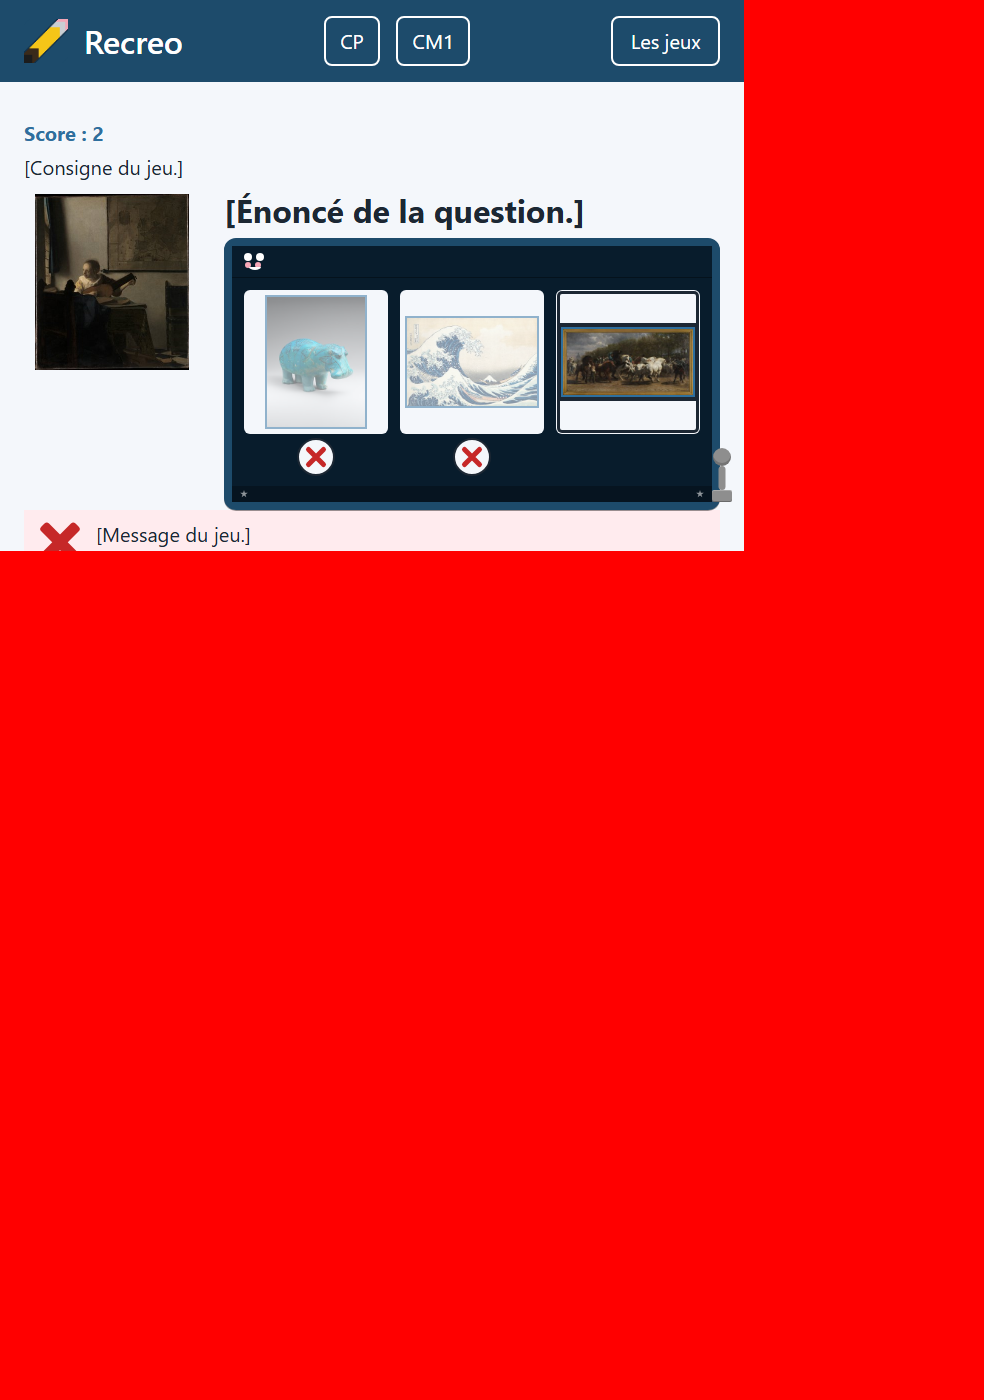 Recreo
CP
CM1
Les jeux
Score : 2
[Consigne du jeu.]
[Énoncé de la question.]
[Message du jeu.]